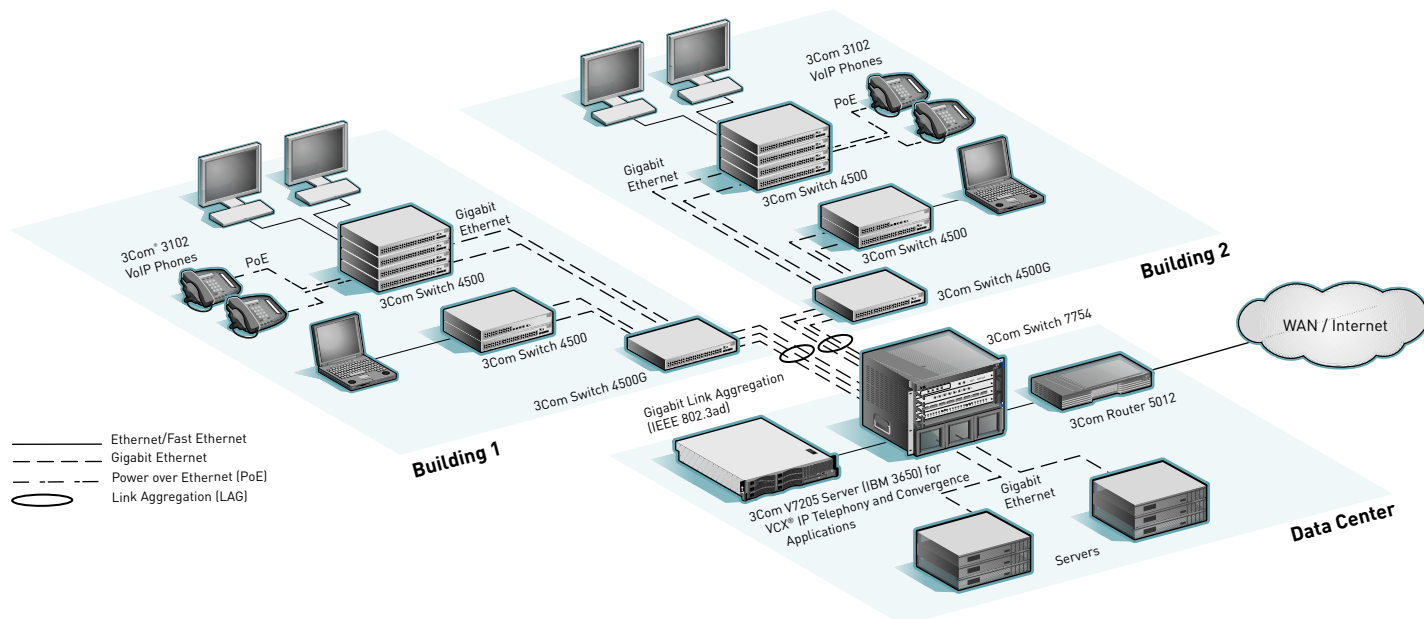 3Com 3102
VoIP Phones
PoE
Gigabit
Ethernet
3Com Switch 4500
3Com Switch 4500
3Com Switch 4500G
Building 2
3Com® 3102
VoIP Phones
PoE
Gigabit
Ethernet
3Com Switch 4500
3Com Switch 4500
3Com Switch 4500G
Building 1
Gigabit Link Aggregation
(IEEE 802.3ad)
3Com Switch 7754
WAN / Internet
3Com Router 5012
3Com V7205 Server (IBM 3650) for
VCX® IP Telephony and Convergence
Applications
Gigabit
Ethernet
Servers
Data Center
Ethernet/Fast Ethernet
Gigabit Ethernet
Power over Ethernet (PoE)
Link Aggregation (LAG)